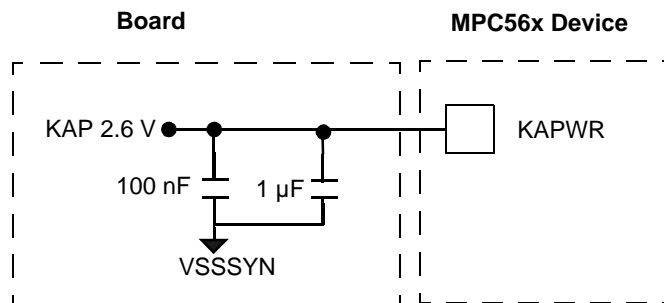 Board
MPC56x Device
KAP 2.6 V
KAPWR
100 nF
1 µF
VSSSYN